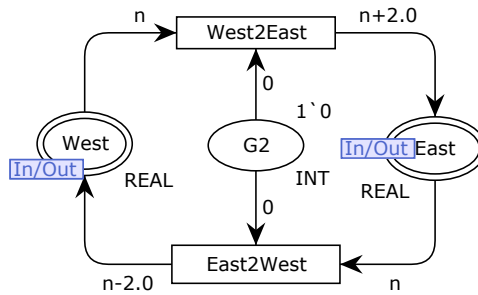 n
West2East
n+2.0
0
1`0
West
In/Out
REAL
G2
INT
In/Out
East
REAL
0
East2West
n-2.0
n